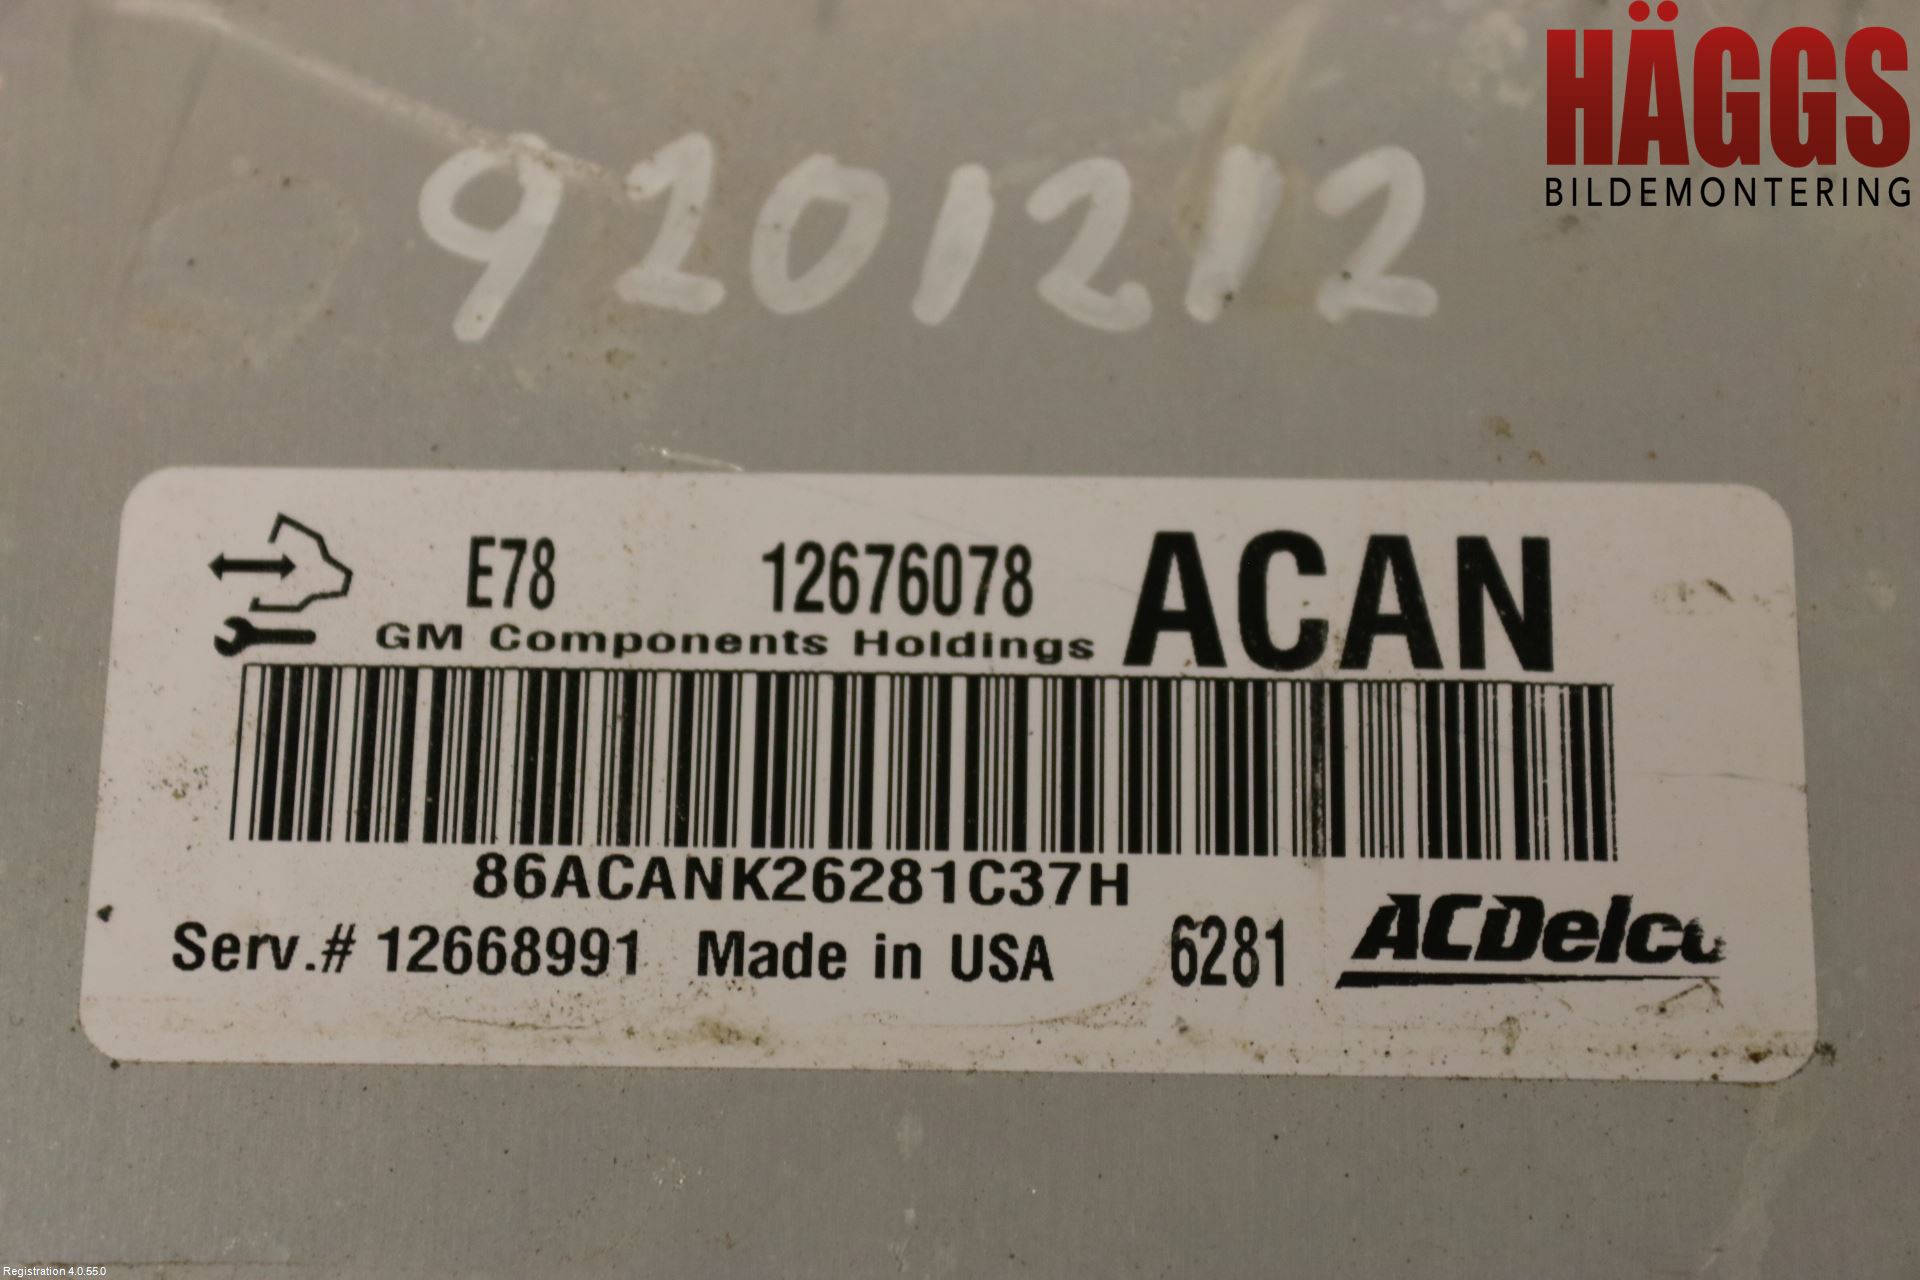 HÄGGS
BILDEMONTERING
9201212
E78 12676078 ACAN
GM Components Holdings
86ACANK26281C37H
Serv.# 12668991 Made in USA 6281 ACDelco
Registration 4.0.55.0